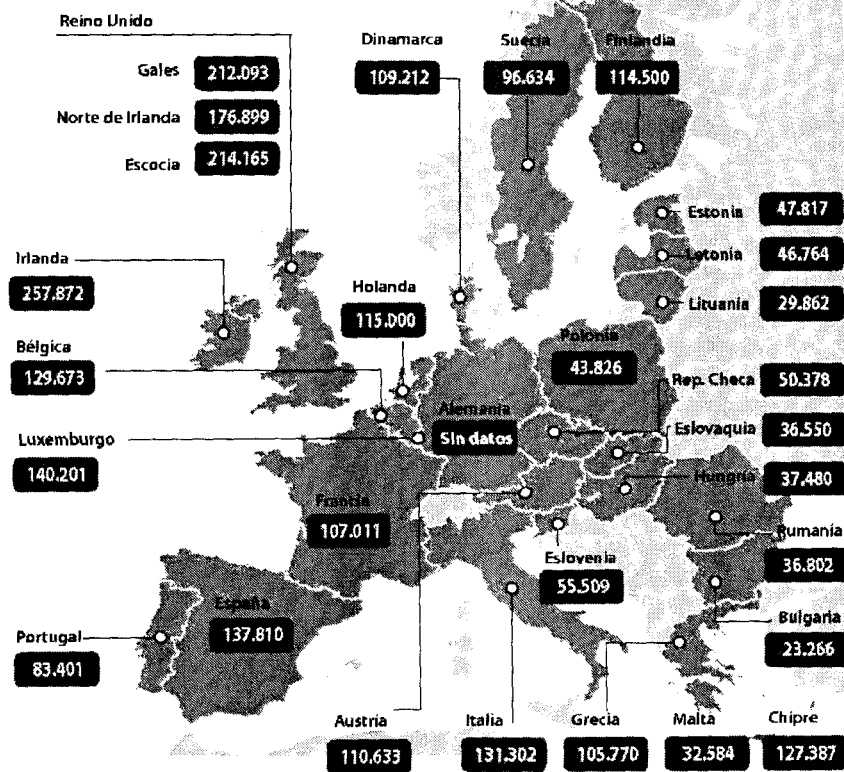 Reino Unido
Gales 212.093
Norte de Irlanda 176.899
Escocia 214.165
Dinamarca
109.212
Suecia
96.634
Finlandia
114.500
Estonia 47.817
Letonia 46.764
Lituania 29.862
Irlanda
257.872
Holanda
115.000
Bélgica
129.673
Polonia
43.826
Rep. Checa 50.378
Alemania
Sin datos
Eslovaquia 36.550
Luxemburgo
140.201
Hungría 37.480
Francia
107.011
Rumanía
36.802
Eslovenia
55.509
España
137.810
Bulgaria
23.266
Portugal
83.401
Austria
110.633
Italia
131.302
Grecia
105.770
Malta
32.584
Chipre
127.387